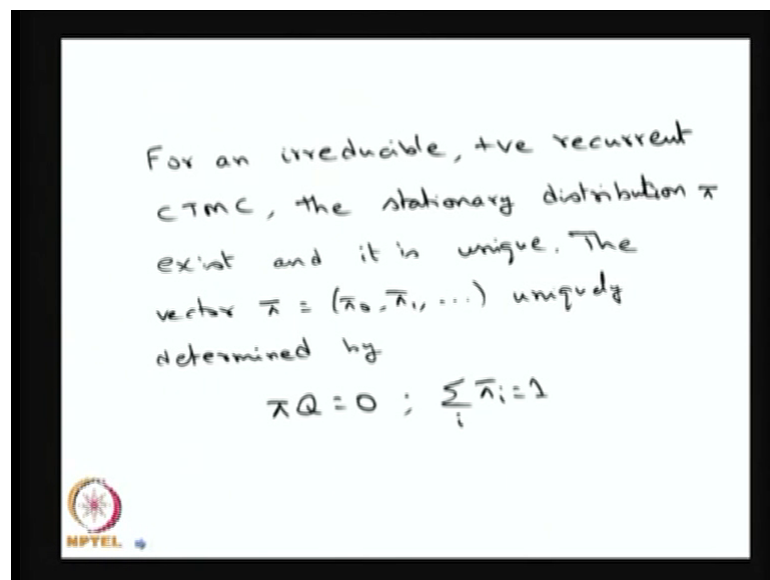 For an irreducible, +ve recurrent
CTMC, the stationary distribution π
exist and it is unique. The
vector π = (π₀, π₁, ...) uniquely
determined by
πQ = 0 ; Σᵢ πᵢ = 1
NPTEL